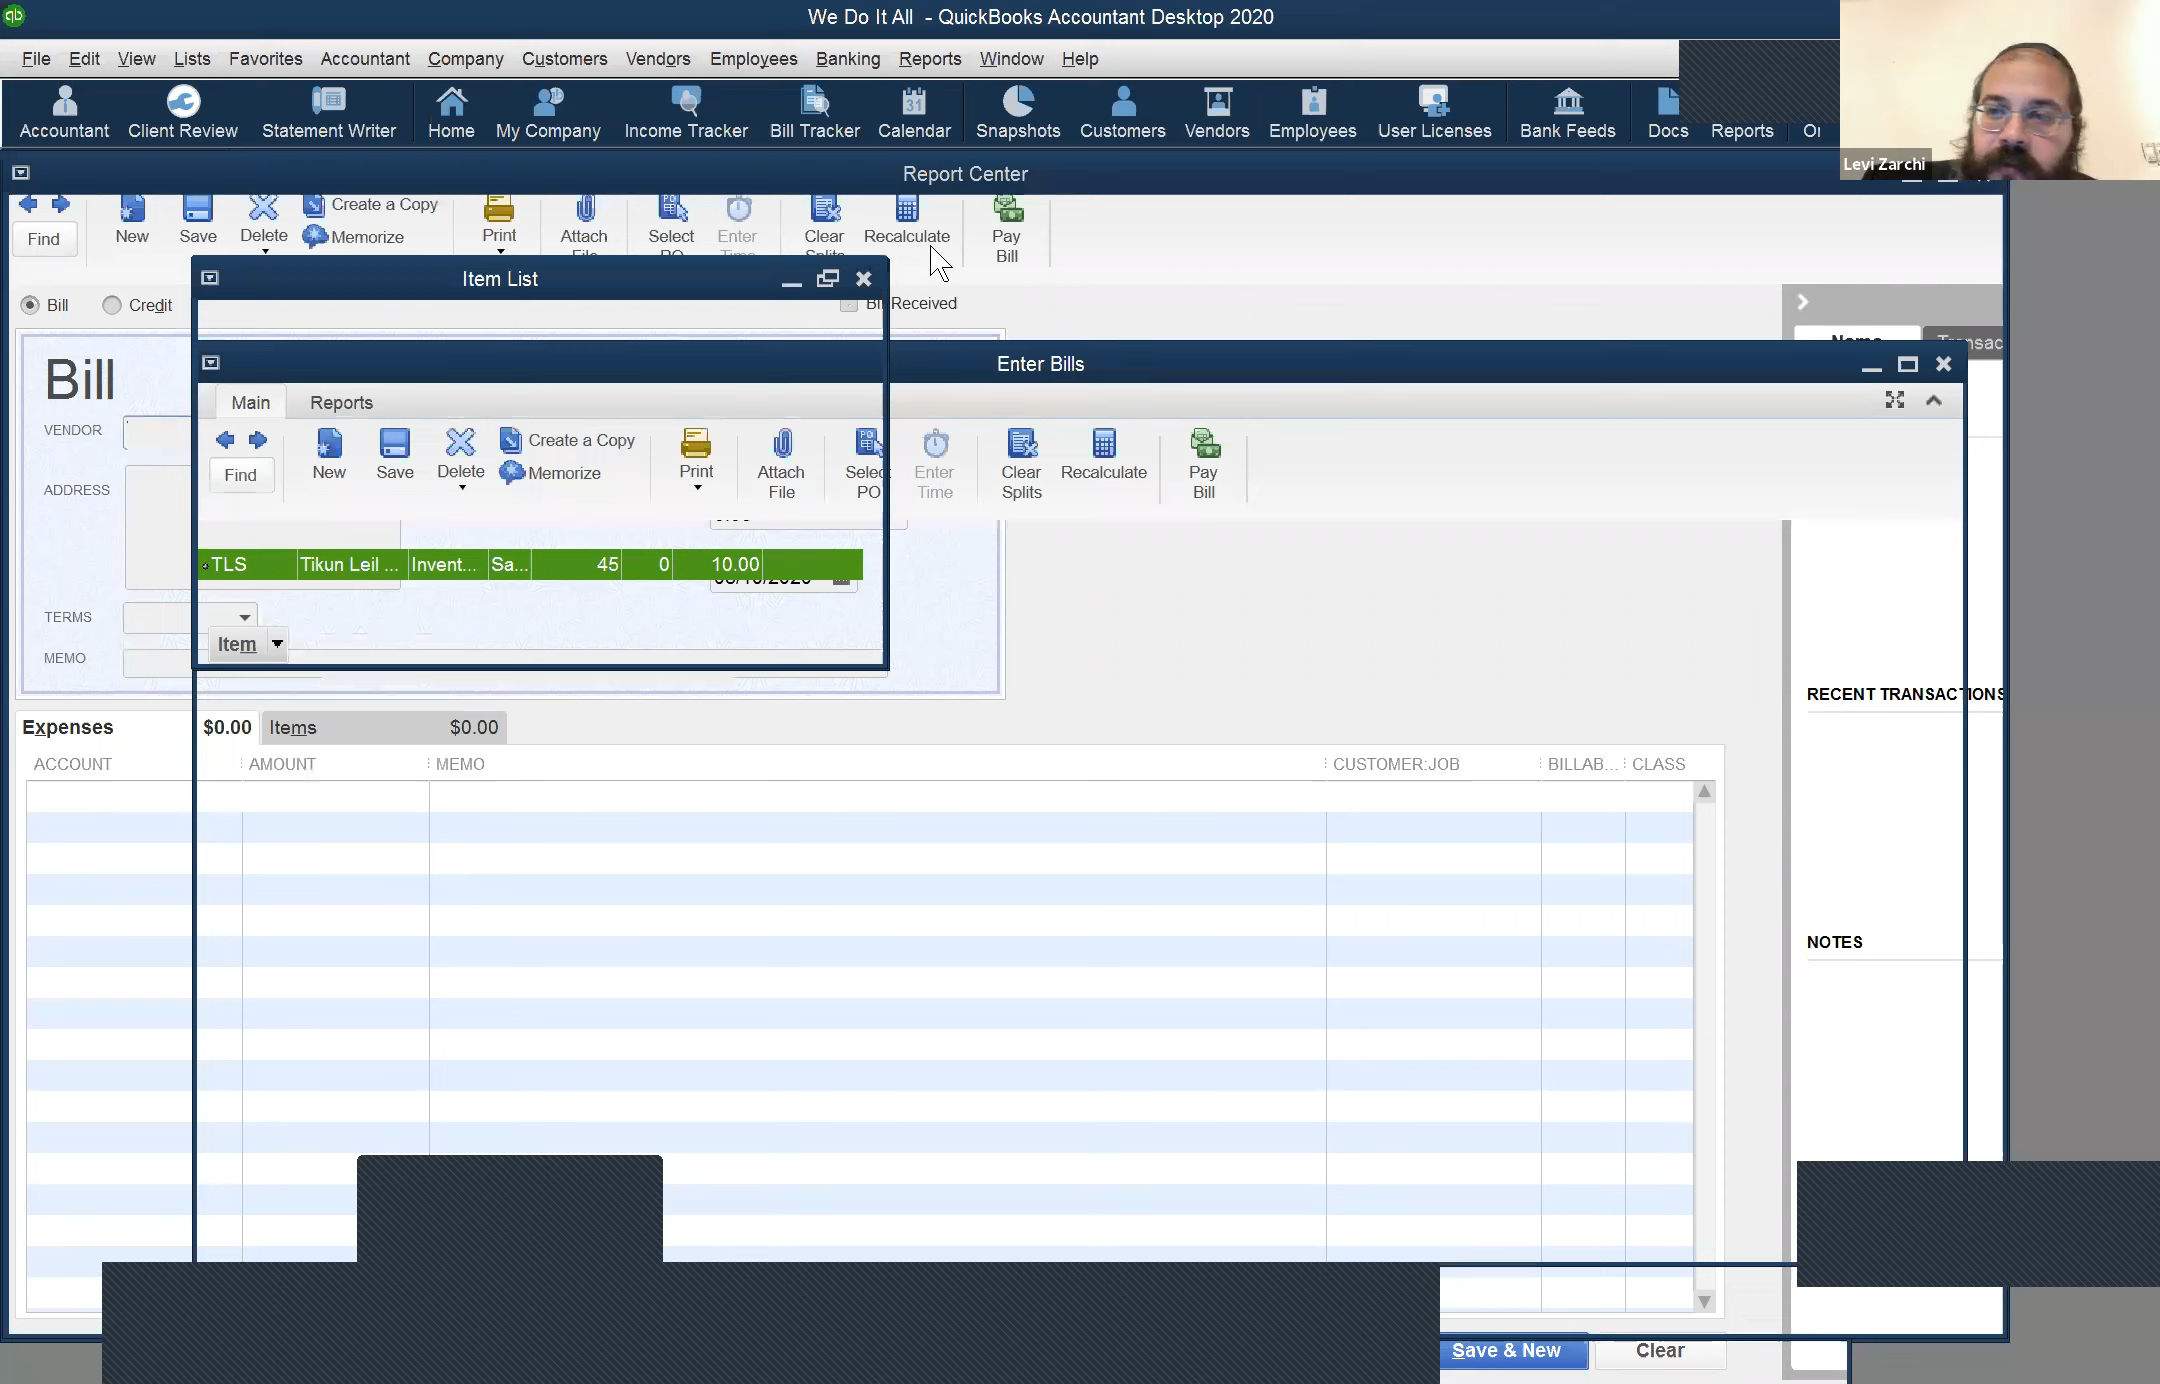 We Do It All - QuickBooks Accountant Desktop 2020
File Edit View Lists Favorites Accountant Company Customers Vendors Employees Banking Reports Window Help
Accountant Client Review Statement Writer Home My Company Income Tracker Bill Tracker Calendar Snapshots Customers Vendors Employees User Licenses Bank Feeds Docs Reports
31
Levi Zarchi
Report Center
Find New Save Delete Create a Copy
Memorize
Print Attach Select Enter Clear Recalculate Pay
Bill
Item List
Bill Credit
Received
Bill
VENDOR
ADDRESS
TERMS
MEMO
Enter Bills
Main Reports
Find New Save Delete Create a Copy
Memorize
Print Attach
File
Select
PO
Enter
Time
Clear
Splits
Recalculate
Pay
Bill
TLS Tikun Leil ... Invent... Sa... 45 0 10.00
Item
Expenses $0.00 Items $0.00
ACCOUNT AMOUNT MEMO CUSTOMER:JOB BILLAB... CLASS
RECENT TRANSACTIONS
NOTES
Save & New Clear